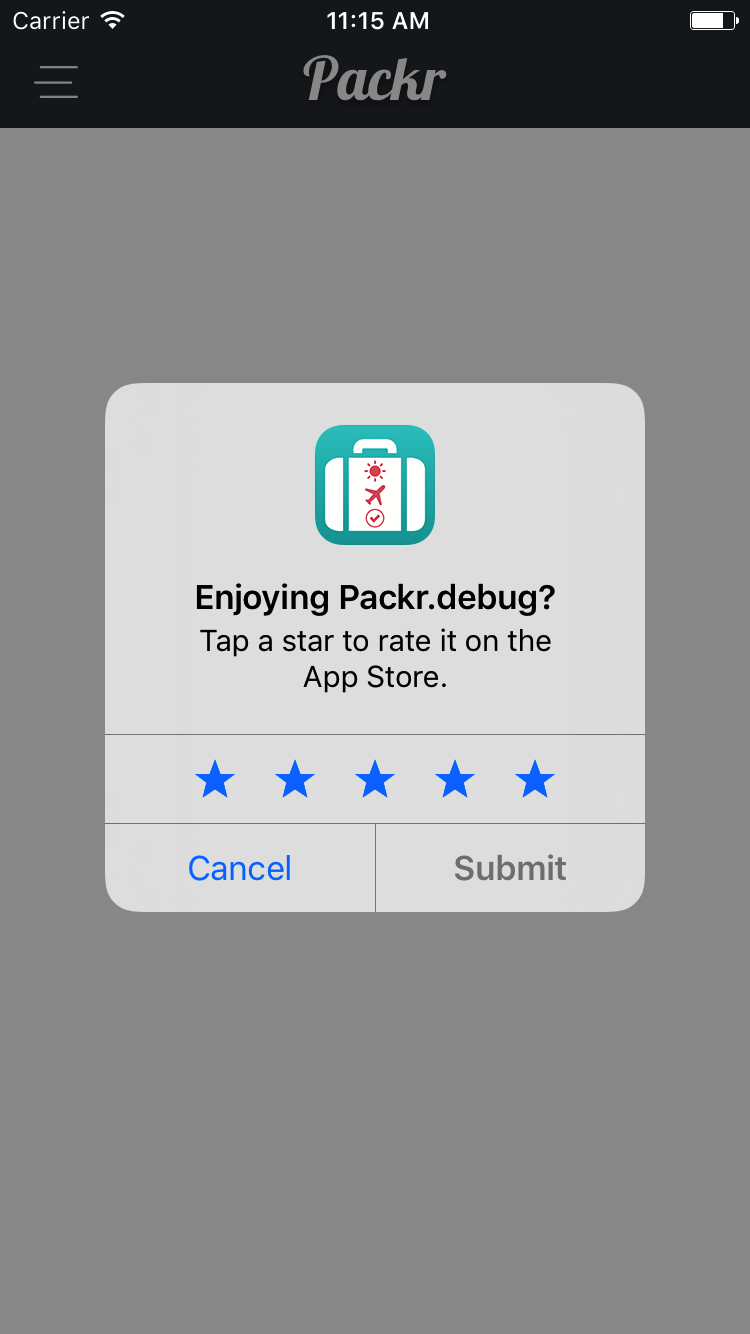 Carrier 11:15 AM
Packr
Enjoying Packr.debug?
Tap a star to rate it on the
App Store.
Cancel Submit